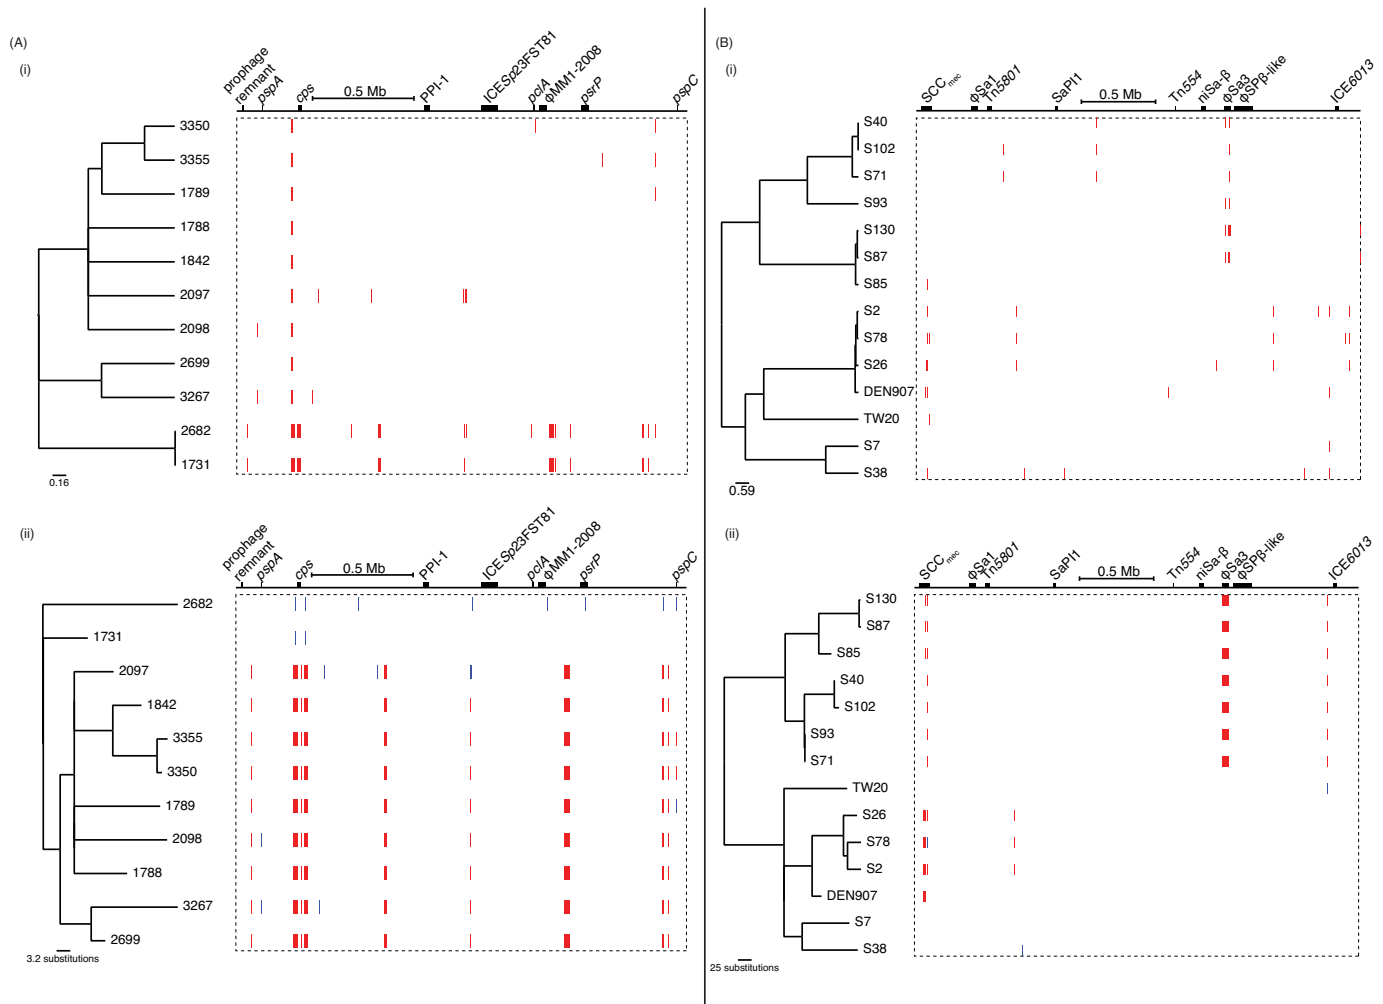 (A)
(i)
prophage
remnant
pspA
cps
0.5 Mb
PPI-1
ICESp23FST81
pclA
φMM1-2008
psrP
pspC
3350
3355
1789
1788
1842
2097
2098
2699
3267
2682
1731
0.16
(ii)
prophage
remnant
pspA
cps
0.5 Mb
PPI-1
ICESp23FST81
pclA
φMM1-2008
psrP
pspC
2682
1731
2097
1842
3355
3350
1789
2098
1788
3267
2699
3.2 substitutions
(B)
(i)
SCCmec
φSa1
Tn5801
SaPI1
0.5 Mb
Tn554
niSa-β
φSa3
φSPβ-like
ICE6013
S40
S102
S71
S93
S130
S87
S85
S2
S78
S26
DEN907
TW20
S7
S38
0.59
(ii)
SCCmec
φSa1
Tn5801
SaPI1
0.5 Mb
Tn554
niSa-β
φSa3
φSPβ-like
ICE6013
S130
S87
S85
S40
S102
S93
S71
TW20
S26
S78
S2
DEN907
S7
S38
25 substitutions